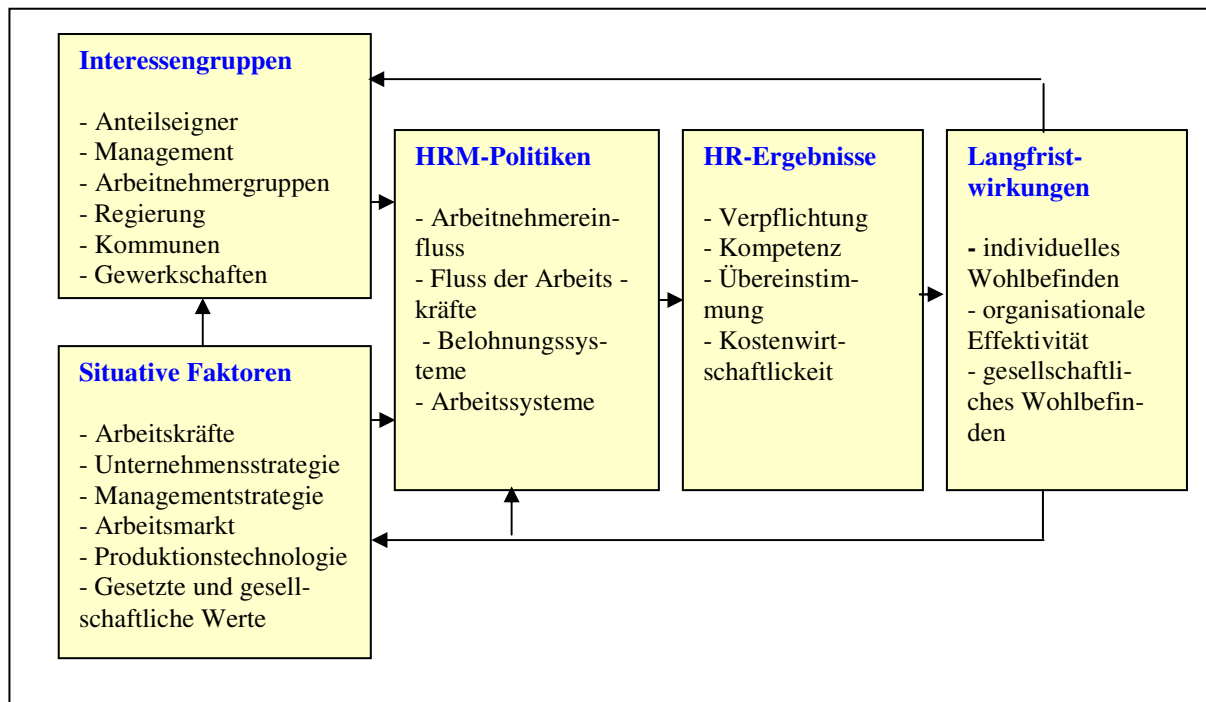 Interessengruppen
- Anteilseigner
- Management
- Arbeitnehmergruppen
- Regierung
- Kommunen
- Gewerkschaften
Situative Faktoren
- Arbeitskräfte
- Unternehmensstrategie
- Managementstrategie
- Arbeitsmarkt
- Produktionstechnologie
- Gesetzte und gesell-
schaftliche Werte
HRM-Politiken
- Arbeitnehmerein-
fluss
- Fluss der Arbeits -
kräfte
- Belohnungssys-
teme
- Arbeitssysteme
HR-Ergebnisse
- Verpflichtung
- Kompetenz
- Übereinstim-
mung
- Kostenwirt-
schaftlickeit
Langfrist-
wirkungen
- individuelles
Wohlbefinden
- organisationale
Effektivität
- gesellschaftli-
ches Wohlbefin-
den